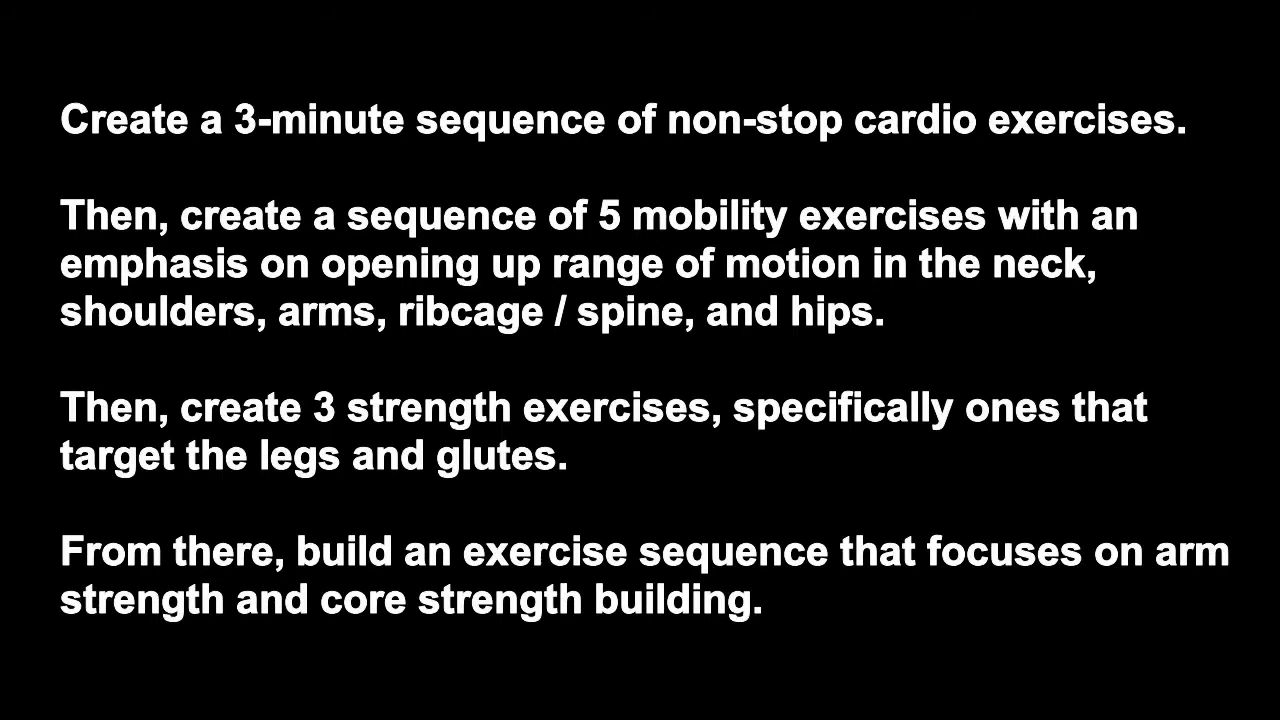 Create a 3-minute sequence of non-stop cardio exercises.
Then, create a sequence of 5 mobility exercises with an
emphasis on opening up range of motion in the neck,
shoulders, arms, ribcage / spine, and hips.
Then, create 3 strength exercises, specifically ones that
target the legs and glutes.
From there, build an exercise sequence that focuses on arm
strength and core strength building.